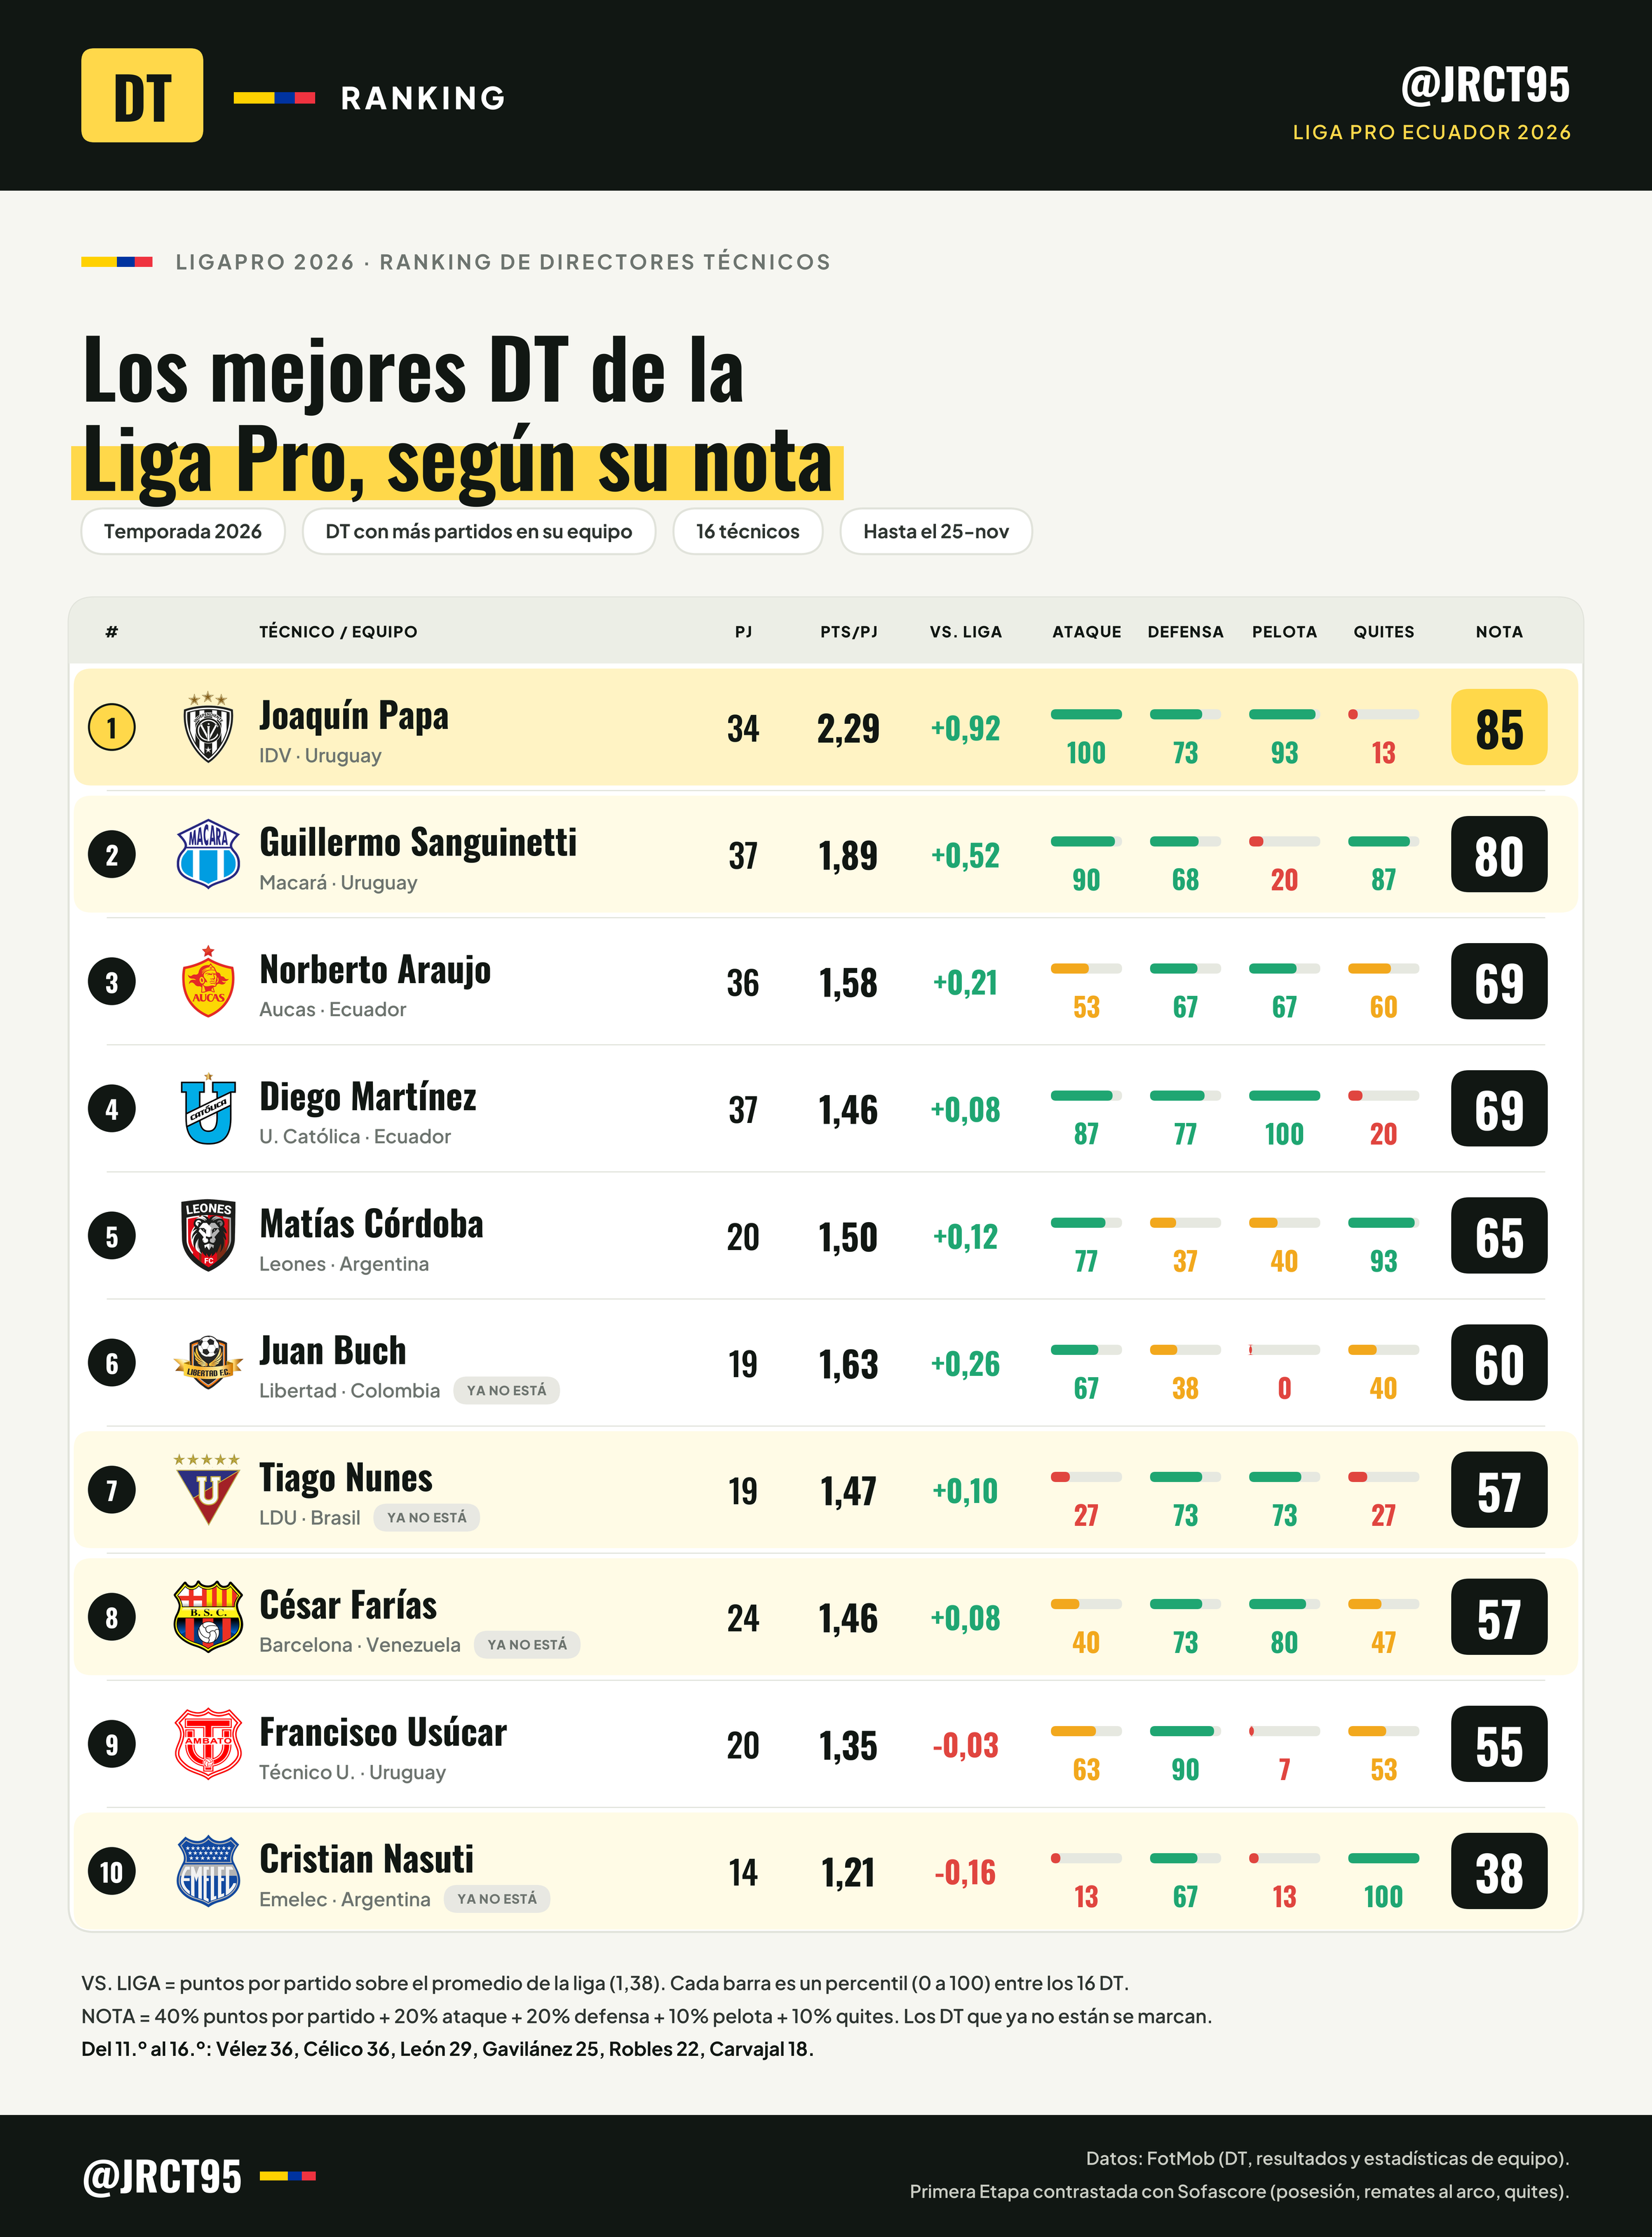 DT
RANKING
@JRCT95
LIGA PRO ECUADOR 2026
LIGAPRO 2026 · RANKING DE DIRECTORES TÉCNICOS
Los mejores DT de la
Liga Pro, según su nota
Temporada 2026 DT con más partidos en su equipo 16 técnicos Hasta el 25-nov
# TÉCNICO / EQUIPO PJ PTS/PJ VS. LIGA ATAQUE DEFENSA PELOTA QUITES NOTA
1 Joaquín Papa 34 2,29 +0,92 100 73 93 13 85
IDV · Uruguay
MACARÁ
2 Guillermo Sanguinetti 37 1,89 +0,52 90 68 20 87 80
Macará · Uruguay
AUCAS
3 Norberto Araujo 36 1,58 +0,21 53 67 67 60 69
Aucas · Ecuador
U CATÓLICA
4 Diego Martínez 37 1,46 +0,08 87 77 100 20 69
U. Católica · Ecuador
LEONES FC
5 Matías Córdoba 20 1,50 +0,12 77 37 40 93 65
Leones · Argentina
LIBERTAD F.C.
6 Juan Buch 19 1,63 +0,26 67 38 0 40 60
Libertad · Colombia YA NO ESTÁ
U
7 Tiago Nunes 19 1,47 +0,10 27 73 73 27 57
LDU · Brasil YA NO ESTÁ
B. S. C.
8 César Farías 24 1,46 +0,08 40 73 80 47 57
Barcelona · Venezuela YA NO ESTÁ
AMBATO
9 Francisco Usúcar 20 1,35 -0,03 63 90 7 53 55
Técnico U. · Uruguay
EMELEC
10 Cristian Nasuti 14 1,21 -0,16 13 67 13 100 38
Emelec · Argentina YA NO ESTÁ
VS. LIGA = puntos por partido sobre el promedio de la liga (1,38). Cada barra es un percentil (0 a 100) entre los 16 DT.
NOTA = 40% puntos por partido + 20% ataque + 20% defensa + 10% pelota + 10% quites. Los DT que ya no están se marcan.
Del 11.º al 16.º: Vélez 36, Célico 36, León 29, Gavilánez 25, Robles 22, Carvajal 18.
@JRCT95
Datos: FotMob (DT, resultados y estadísticas de equipo).
Primera Etapa contrastada con Sofascore (posesión, remates al arco, quites).